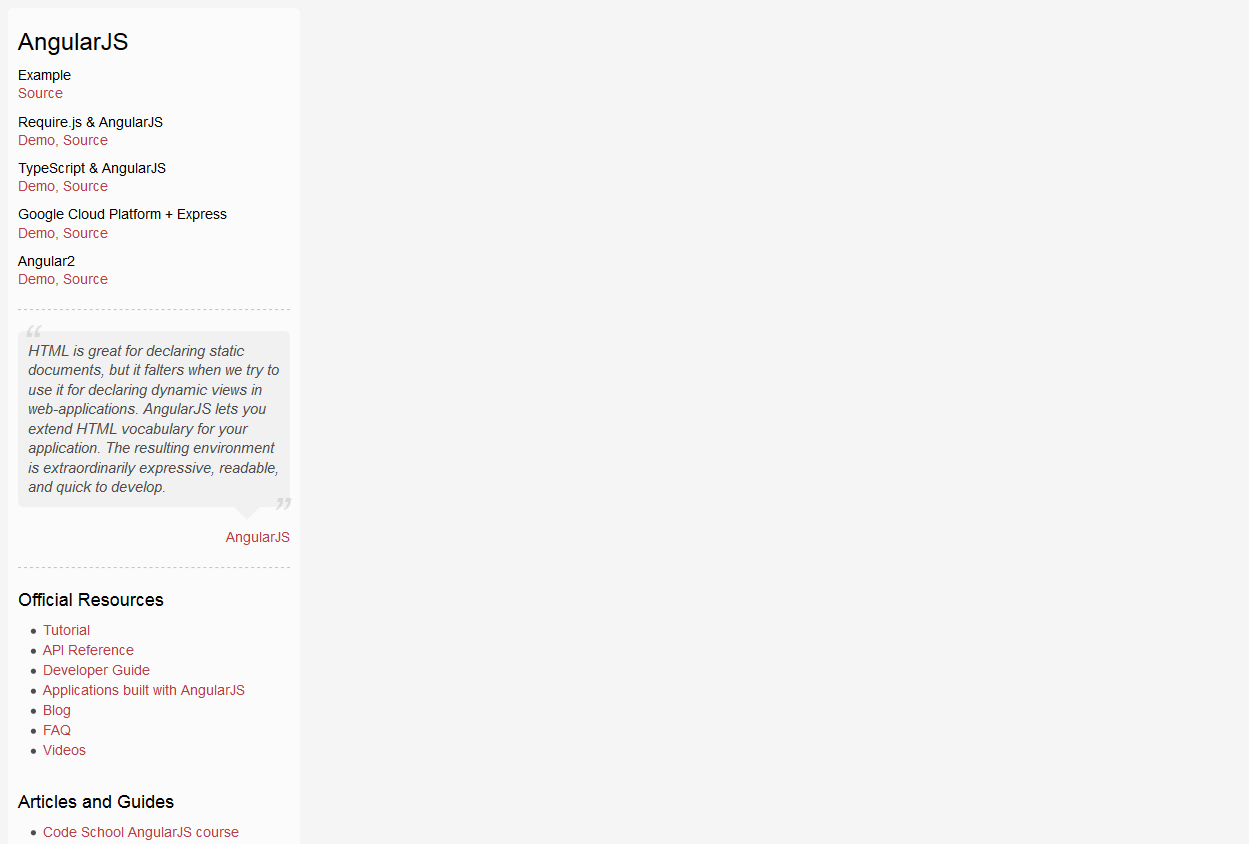 AngularJS
Example
Source
Require.js & AngularJS
Demo, Source
TypeScript & AngularJS
Demo, Source
Google Cloud Platform + Express
Demo, Source
Angular2
Demo, Source
“
HTML is great for declaring static
documents, but it falters when we try to
use it for declaring dynamic views in
web-applications. AngularJS lets you
extend HTML vocabulary for your
application. The resulting environment
is extraordinarily expressive, readable,
and quick to develop.
”
AngularJS
Official Resources
• Tutorial
• API Reference
• Developer Guide
• Applications built with AngularJS
• Blog
• FAQ
• Videos
Articles and Guides
• Code School AngularJS course